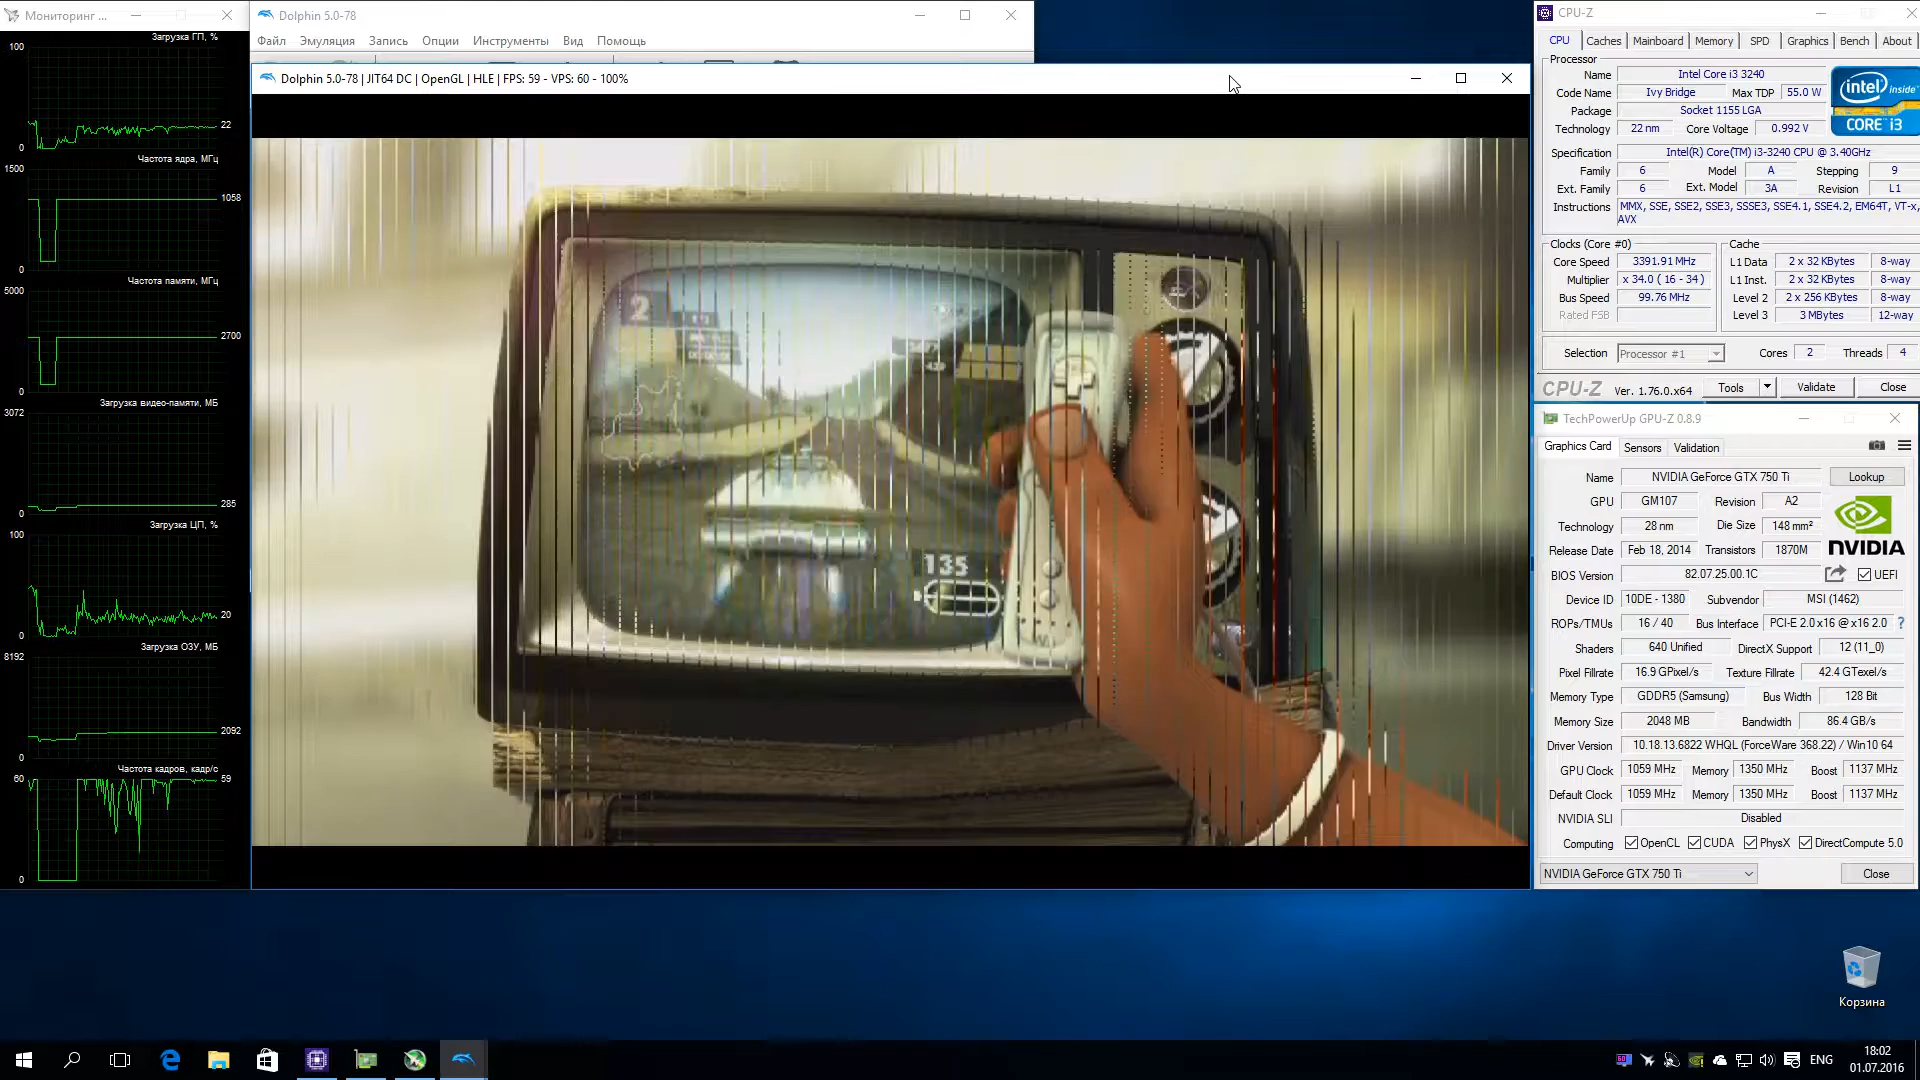 Мониторинг ...
Загрузка ГП, %
100
22
0
Частота ядра, МГц
1500
1058
0
Частота памяти, МГц
5000
2700
0
Загрузка видео-памяти, МБ
3072
285
0
Загрузка ЦП, %
100
20
0
Загрузка ОЗУ, МБ
8192
2092
0
Частота кадров, кадр/с
60
59
0
Dolphin 5.0-78
Файл Эмуляция Запись Опции Инструменты Вид Помощь
Dolphin 5.0-78 | JIT64 DC | OpenGL | HLE | FPS: 59 - VPS: 60 - 100%
2
135
CPU-Z
CPU Caches Mainboard Memory SPD Graphics Bench About
Processor
Name Intel Core i3 3240
Code Name Ivy Bridge Max TDP 55.0 W
Package Socket 1155 LGA
Technology 22 nm Core Voltage 0.992 V
intel inside
CORE i3
Specification Intel(R) Core(TM) i3-3240 CPU @ 3.40GHz
Family 6 Model A Stepping 9
Ext. Family 6 Ext. Model 3A Revision L1
Instructions MMX, SSE, SSE2, SSE3, SSSE3, SSE4.1, SSE4.2, EM64T, VT-x,
AVX
Clocks (Core #0)
Core Speed 3391.91 MHz
Multiplier x 34.0 ( 16 - 34 )
Bus Speed 99.76 MHz
Rated FSB
Cache
L1 Data 2 x 32 KBytes 8-way
L1 Inst. 2 x 32 KBytes 8-way
Level 2 2 x 256 KBytes 8-way
Level 3 3 MBytes 12-way
Selection Processor #1 Cores 2 Threads 4
CPU-Z Ver. 1.76.0.x64 Tools Validate Close
TechPowerUp GPU-Z 0.8.9
Graphics Card Sensors Validation
Name NVIDIA GeForce GTX 750 Ti Lookup
GPU GM107 Revision A2
Technology 28 nm Die Size 148 mm²
Release Date Feb 18, 2014 Transistors 1870M
NVIDIA
BIOS Version 82.07.25.00.1C UEFI
Device ID 10DE - 1380 Subvendor MSI (1462)
ROPs/TMUs 16 / 40 Bus Interface PCI-E 2.0 x16 @ x16 2.0 ?
Shaders 640 Unified DirectX Support 12 (11_0)
Pixel Fillrate 16.9 GPixel/s Texture Fillrate 42.4 GTexel/s
Memory Type GDDR5 (Samsung) Bus Width 128 Bit
Memory Size 2048 MB Bandwidth 86.4 GB/s
Driver Version 10.18.13.6822 WHQL (ForceWare 368.22) / Win10 64
GPU Clock 1059 MHz Memory 1350 MHz Boost 1137 MHz
Default Clock 1059 MHz Memory 1350 MHz Boost 1137 MHz
NVIDIA SLI Disabled
Computing OpenCL CUDA PhysX DirectCompute 5.0
NVIDIA GeForce GTX 750 Ti Close
Корзина
ENG
18:02
01.07.2016